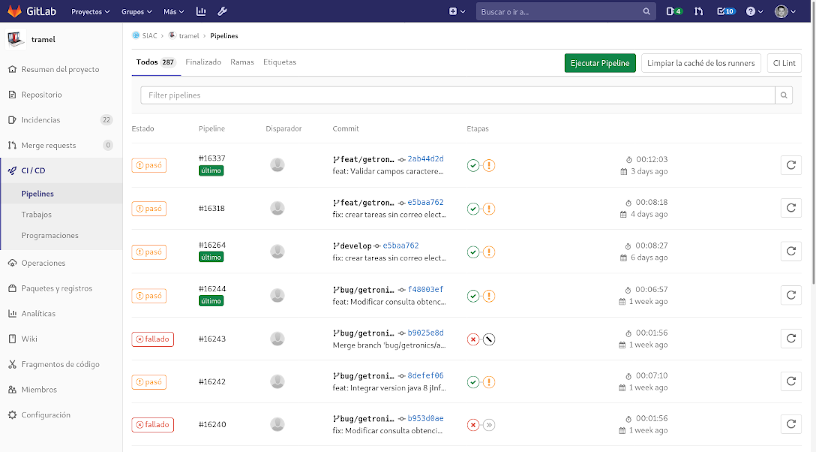 GitLab Proyectos Grupos Más Buscar o ir a... 4 10
tramel
SIAC > tramel > Pipelines
Todos 287 Finalizado Ramas Etiquetas Ejecutar Pipeline Limpiar la caché de los runners CI Lint
Resumen del proyecto
Repositorio
Incidencias 22
Merge requests 0
CI / CD
Pipelines
Trabajos
Programaciones
Operaciones
Paquetes y registros
Analíticas
Wiki
Fragmentos de código
Miembros
Configuración
Filter pipelines
Estado Pipeline Disparador Commit Etapas
pasó #16337 feat/getron... 2ab44d2d 00:12:03
último feat: Validar campos caractere... 3 days ago
pasó #16318 feat/getron... e5baa762 00:08:18
fix: crear tareas sin correo elect... 4 days ago
pasó #16264 develop e5baa762 00:08:27
último fix: crear tareas sin correo elect... 6 days ago
pasó #16244 bug/getroni... f48003ef 00:06:57
último feat: Modificar consulta obtenc... 1 week ago
fallado #16243 bug/getroni... b9025e8d 00:01:56
Merge branch 'bug/getronics/a... 1 week ago
pasó #16242 bug/getroni... 8defef06 00:07:10
feat: Integrar version java 8 jInf... 1 week ago
fallado #16240 bug/getroni... b953d0ae 00:01:56
fix: Modificar consulta obtenci... 1 week ago